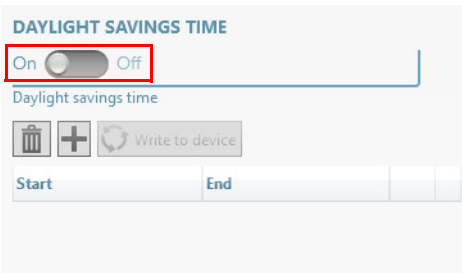 DAYLIGHT SAVINGS TIME
On Off
Daylight savings time
Write to device
Start End